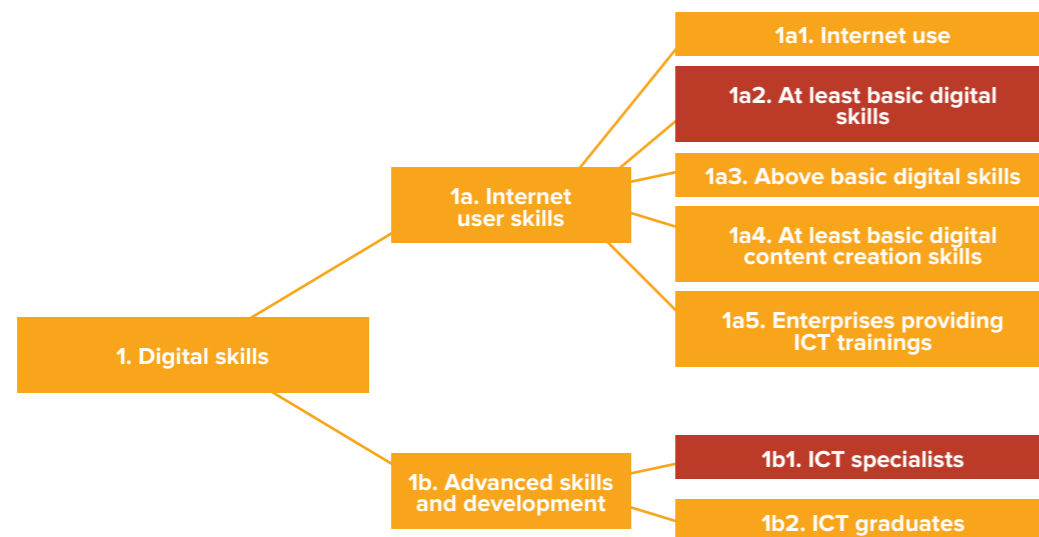 1a1. Internet use
1a2. At least basic digital
skills
1a3. Above basic digital skills
1a. Internet
user skills
1a4. At least basic digital
content creation skills
1a5. Enterprises providing
ICT trainings
1. Digital skills
1b1. ICT specialists
1b. Advanced skills
and development
1b2. ICT graduates